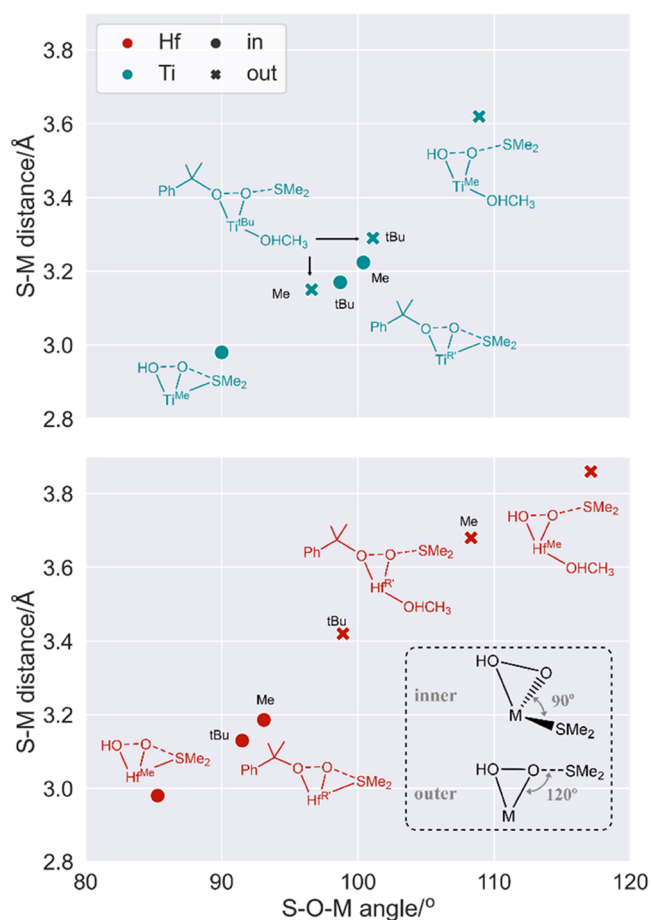 Hf in
Ti out
S-M distance/Å
3.8
3.6
3.4
3.2
3.0
2.8
HO O SMe₂
Ti^Me
OHCH₃
Ph O O SMe₂
Ti^tBu
OHCH₃
tBu
Me
Me
tBu
Ph O O SMe₂
Ti^R'
HO O SMe₂
Ti^Me
S-M distance/Å
3.8
3.6
3.4
3.2
3.0
2.8
Me
HO O SMe₂
Hf^Me
OHCH₃
Ph O O SMe₂
Hf^R'
OHCH₃
tBu
Me
tBu
HO O SMe₂
Hf^Me
Ph O O SMe₂
Hf^R'
HO O
inner
M 90º
SMe₂
HO O SMe₂
outer 120º
M
80 90 100 110 120
S-O-M angle/º